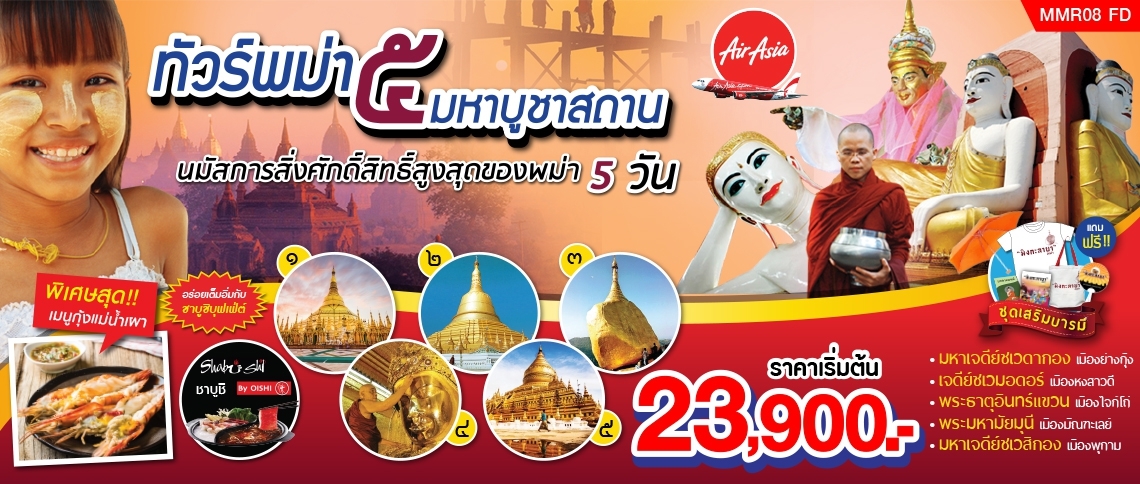 MMR08 FD
ทัวร์พม่า ๕ มหาบูชาสถาน
นมัสการสิ่งศักดิ์สิทธิ์สูงสุดของพม่า 5 วัน
AirAsia
แถม
ฟรี!!
"มิงกะลาบา"
ชุดเสริมบารมี
พิเศษสุด!!
เมนูกุ้งแม่น้ำเผา
อร่อยเต็มอิ่มกับ
ชาบูชิบุฟเฟ่ต์
Shabushi
ชาบูชิ By OISHI
๑
๒
๓
๔
๕
ราคาเริ่มต้น
23,900.-
• มหาเจดีย์ชเวดากอง เมืองย่างกุ้ง
• เจดีย์ชเวมอดอร์ เมืองหงสาวดี
• พระธาตุอินทร์แขวน เมืองไจก์โถ่
• พระมหามัยมุนี เมืองมัณฑะเลย์
• มหาเจดีย์ชเวสิกอง เมืองพุกาม